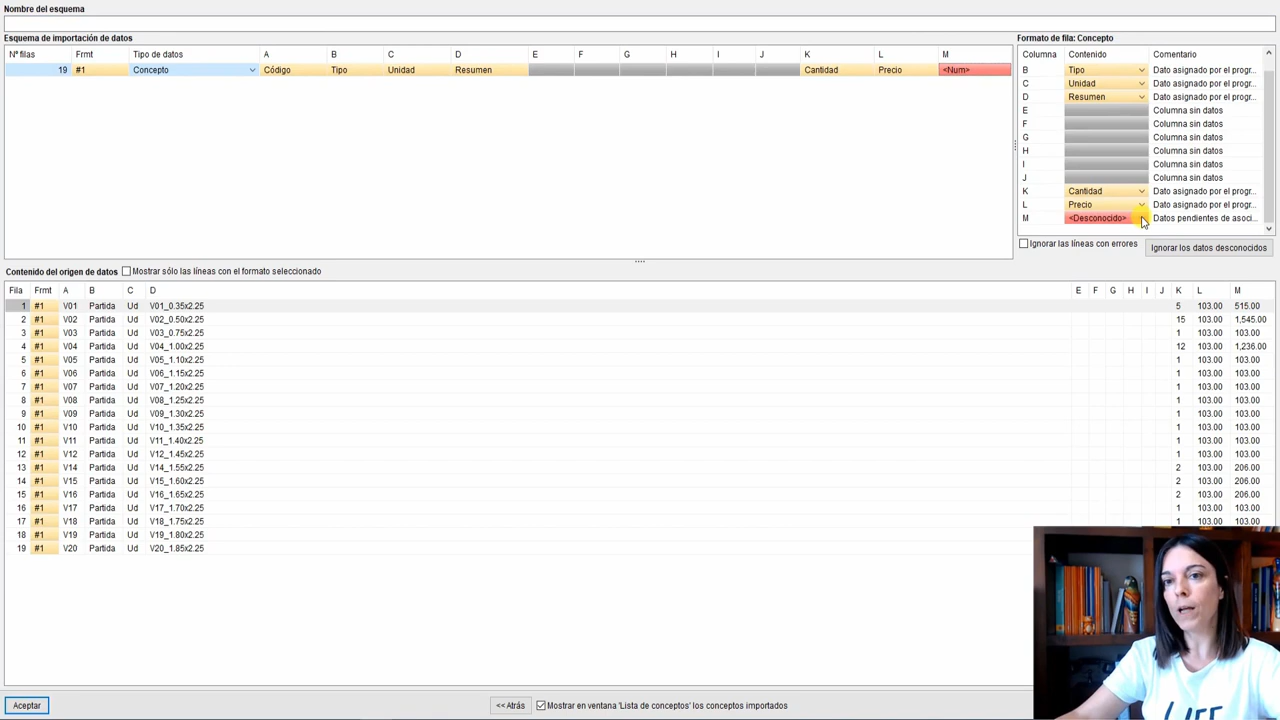 Nombre del esquema
Esquema de importación de datos
Formato de fila: Concepto
Nº filas Frmt Tipo de datos A B C D E F G H I J K L M
19 #1 Concepto Código Tipo Unidad Resumen Cantidad Precio <Num>
Columna Contenido Comentario
B Tipo Dato asignado por el progr...
C Unidad Dato asignado por el progr...
D Resumen Dato asignado por el progr...
E Columna sin datos
F Columna sin datos
G Columna sin datos
H Columna sin datos
I Columna sin datos
J Columna sin datos
K Cantidad Dato asignado por el progr...
L Precio Dato asignado por el progr...
M <Desconocido> Datos pendientes de asoci...
Ignorar las líneas con errores Ignorar los datos desconocidos
Contenido del origen de datos Mostrar sólo las líneas con el formato seleccionado
Fila Frmt A B C D E F G H I J K L M
1 #1 V01 Partida Ud V01_0.35x2.25 5 103.00 515.00
2 #1 V02 Partida Ud V02_0.50x2.25 15 103.00 1,545.00
3 #1 V03 Partida Ud V03_0.75x2.25 1 103.00 103.00
4 #1 V04 Partida Ud V04_1.00x2.25 12 103.00 1,236.00
5 #1 V05 Partida Ud V05_1.10x2.25 1 103.00 103.00
6 #1 V06 Partida Ud V06_1.15x2.25 1 103.00 103.00
7 #1 V07 Partida Ud V07_1.20x2.25 1 103.00 103.00
8 #1 V08 Partida Ud V08_1.25x2.25 1 103.00 103.00
9 #1 V09 Partida Ud V09_1.30x2.25 1 103.00 103.00
10 #1 V10 Partida Ud V10_1.35x2.25 1 103.00 103.00
11 #1 V11 Partida Ud V11_1.40x2.25 1 103.00 103.00
12 #1 V12 Partida Ud V12_1.45x2.25 1 103.00 103.00
13 #1 V14 Partida Ud V14_1.55x2.25 2 103.00 206.00
14 #1 V15 Partida Ud V15_1.60x2.25 2 103.00 206.00
15 #1 V16 Partida Ud V16_1.65x2.25 2 103.00 206.00
16 #1 V17 Partida Ud V17_1.70x2.25 1 103.00 103.00
17 #1 V18 Partida Ud V18_1.75x2.25 1 103.00 103.00
18 #1 V19 Partida Ud V19_1.80x2.25
19 #1 V20 Partida Ud V20_1.85x2.25
Aceptar << Atrás Mostrar en ventana 'Lista de conceptos' los conceptos importados